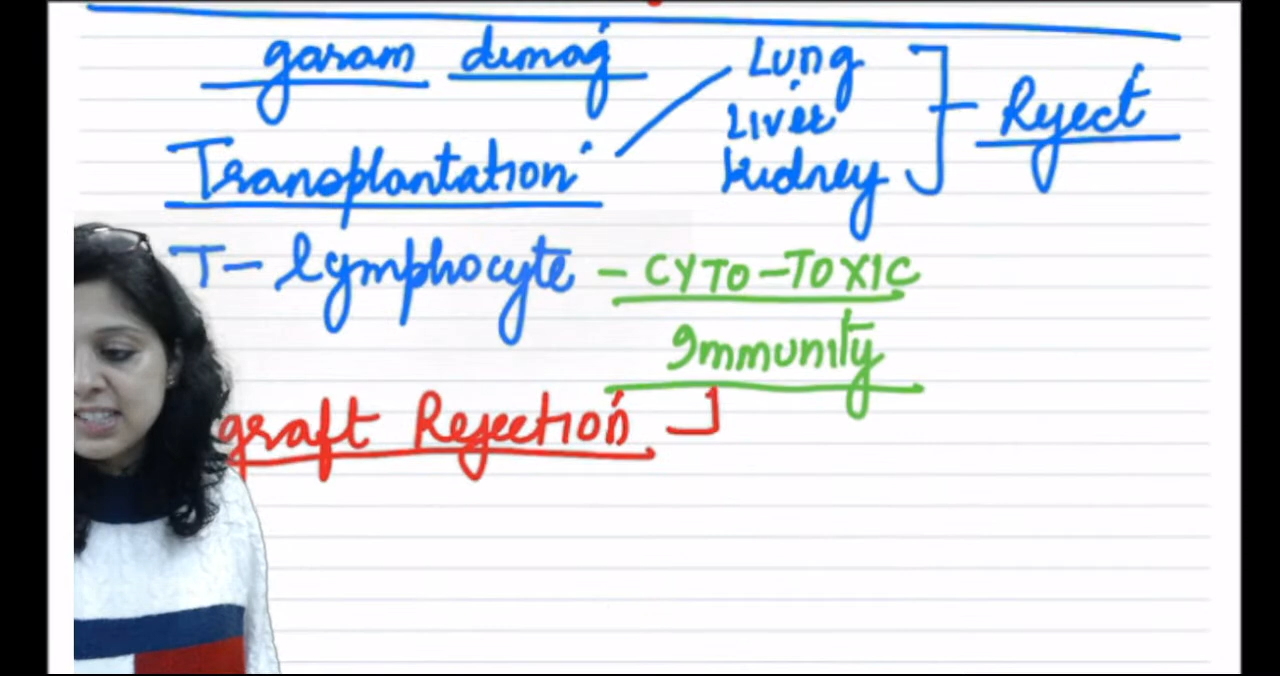 garam dimag
Lung
Liver
kidney
Reject
Transplantation
T- lymphocyte - CYTO-TOXIC
Immunity
graft Rejection